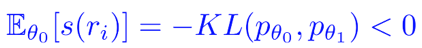 𝔼_{θ_0}[s(r_i)] = −KL(p_{θ_0}, p_{θ_1}) < 0